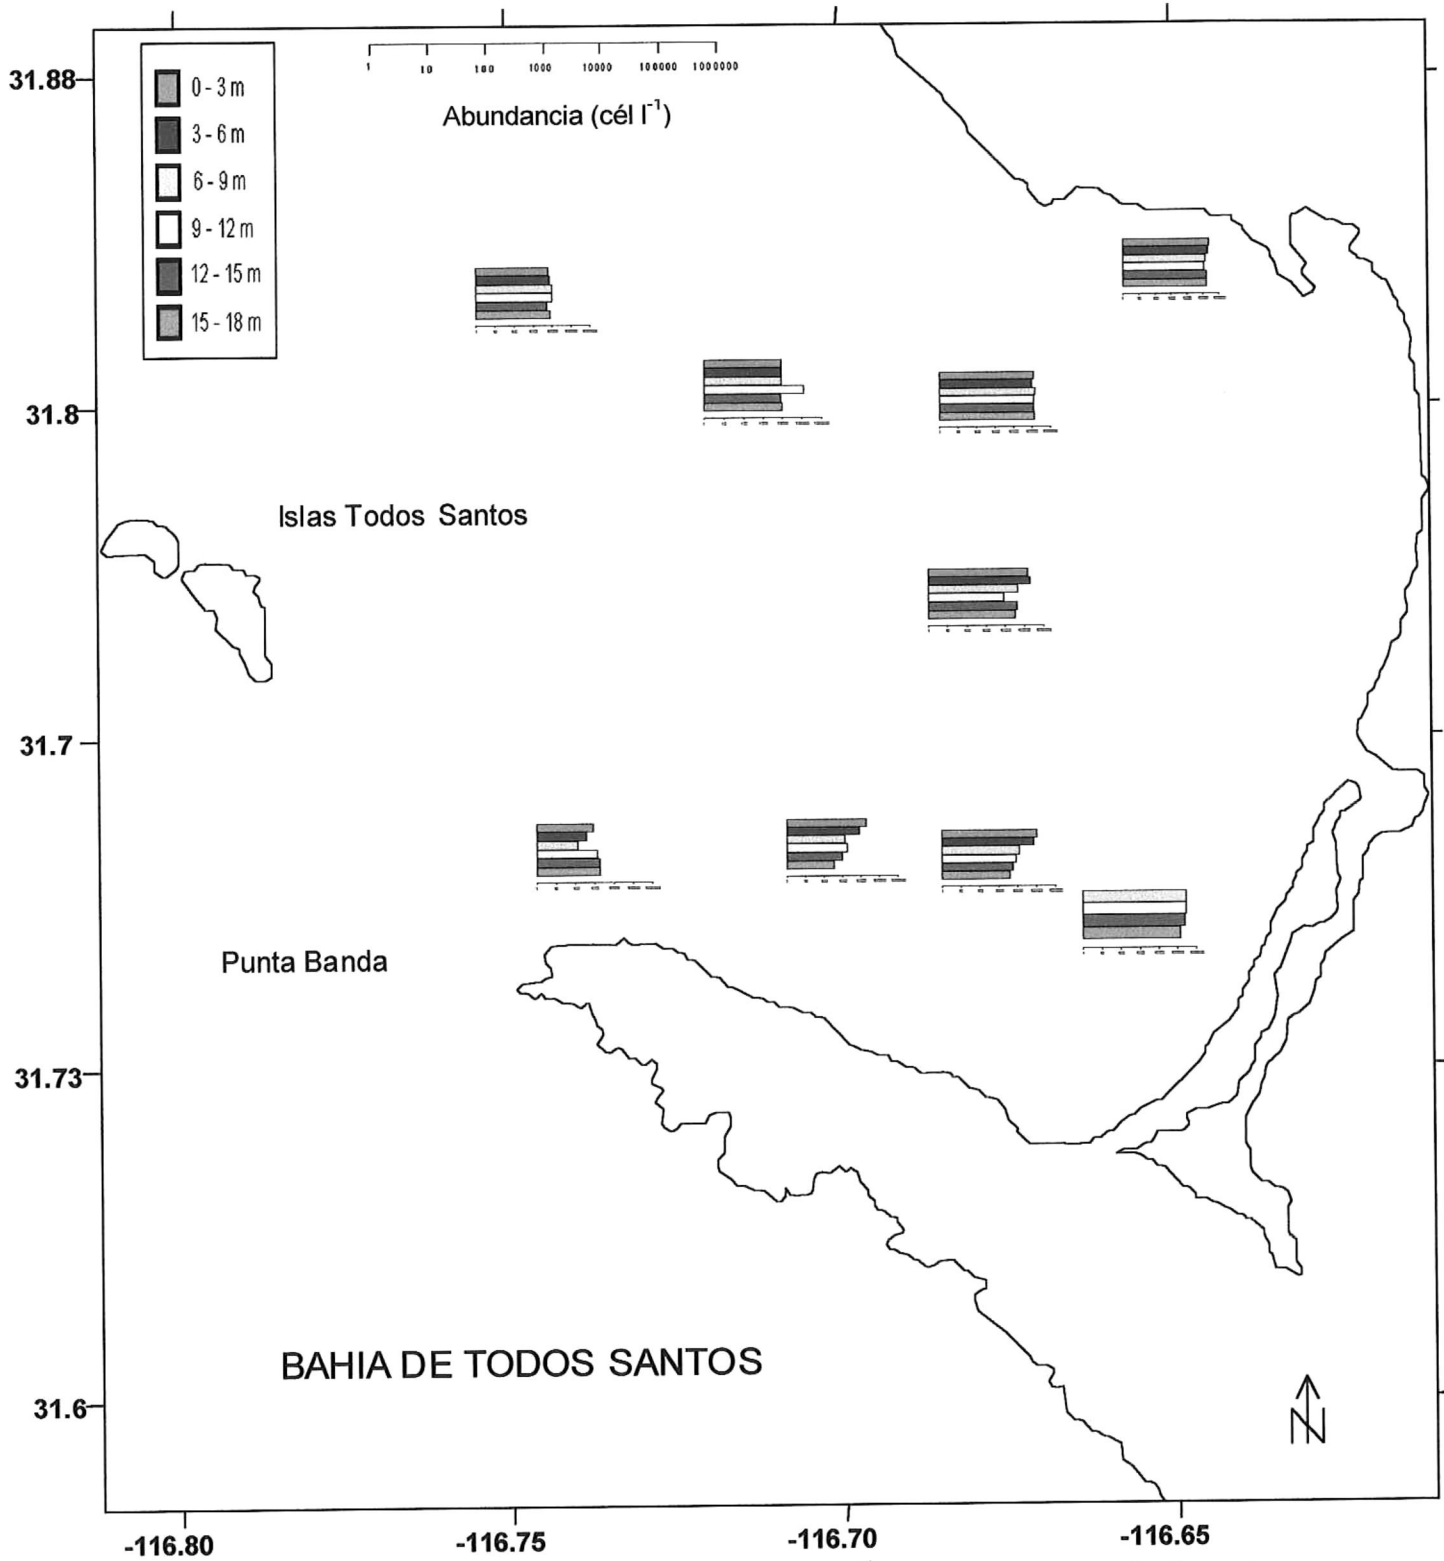 1 10 100 1000 10000 100000 1000000
Abundancia (cél l⁻¹)
0 - 3 m
3 - 6 m
6 - 9 m
9 - 12 m
12 - 15 m
15 - 18 m
31.88
31.8
Islas Todos Santos
31.7
Punta Banda
31.73
BAHIA DE TODOS SANTOS
31.6
N
-116.80 -116.75 -116.70 -116.65